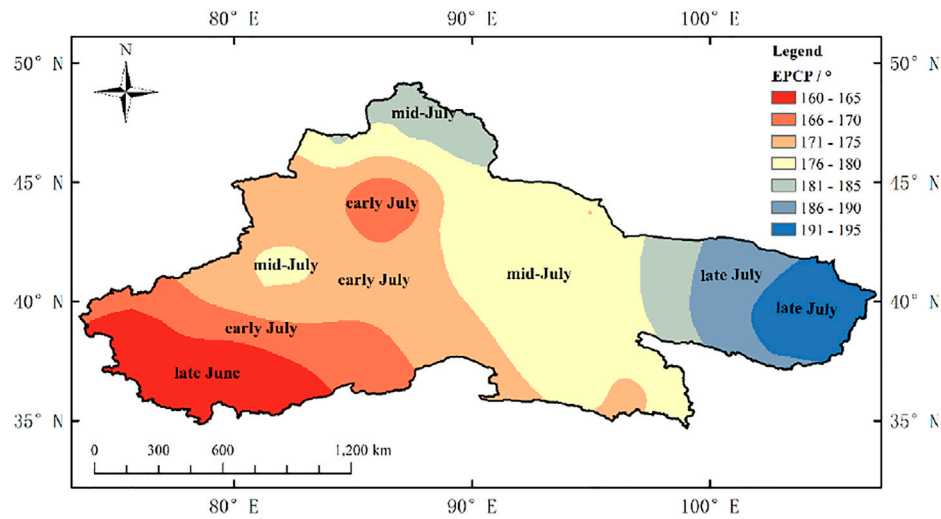 80° E 90° E 100° E
N
50° N
45° N
40° N
35° N
50° N
45° N
40° N
35° N
Legend
EPCP / °
160 - 165
166 - 170
171 - 175
176 - 180
181 - 185
186 - 190
191 - 195
mid-July
early July
mid-July
early July
mid-July
late July
late July
early July
late June
0 300 600 1,200 km
80° E 90° E 100° E